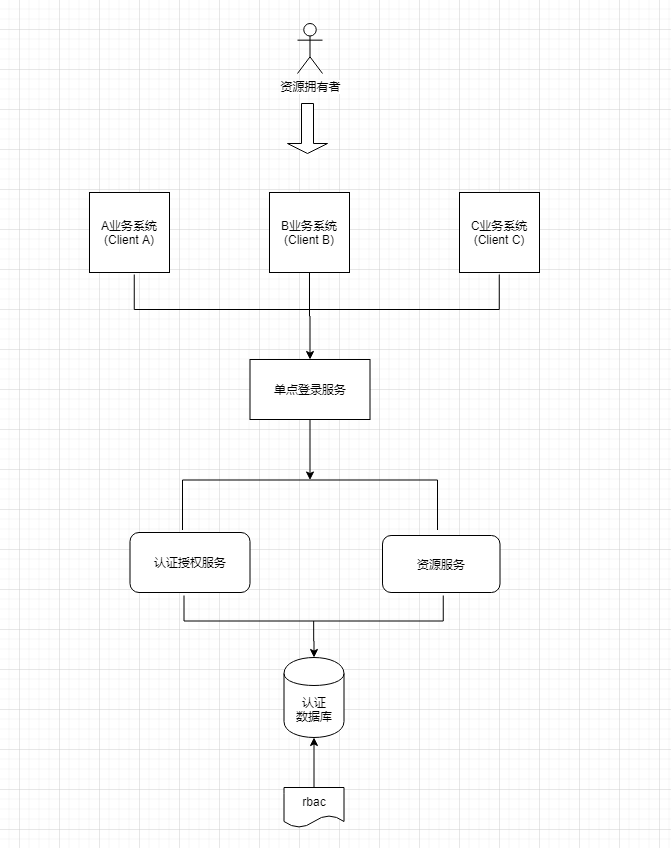 资源拥有者
A业务系统
(Client A)
B业务系统
(Client B)
C业务系统
(Client C)
单点登录服务
认证授权服务
资源服务
认证
数据库
rbac